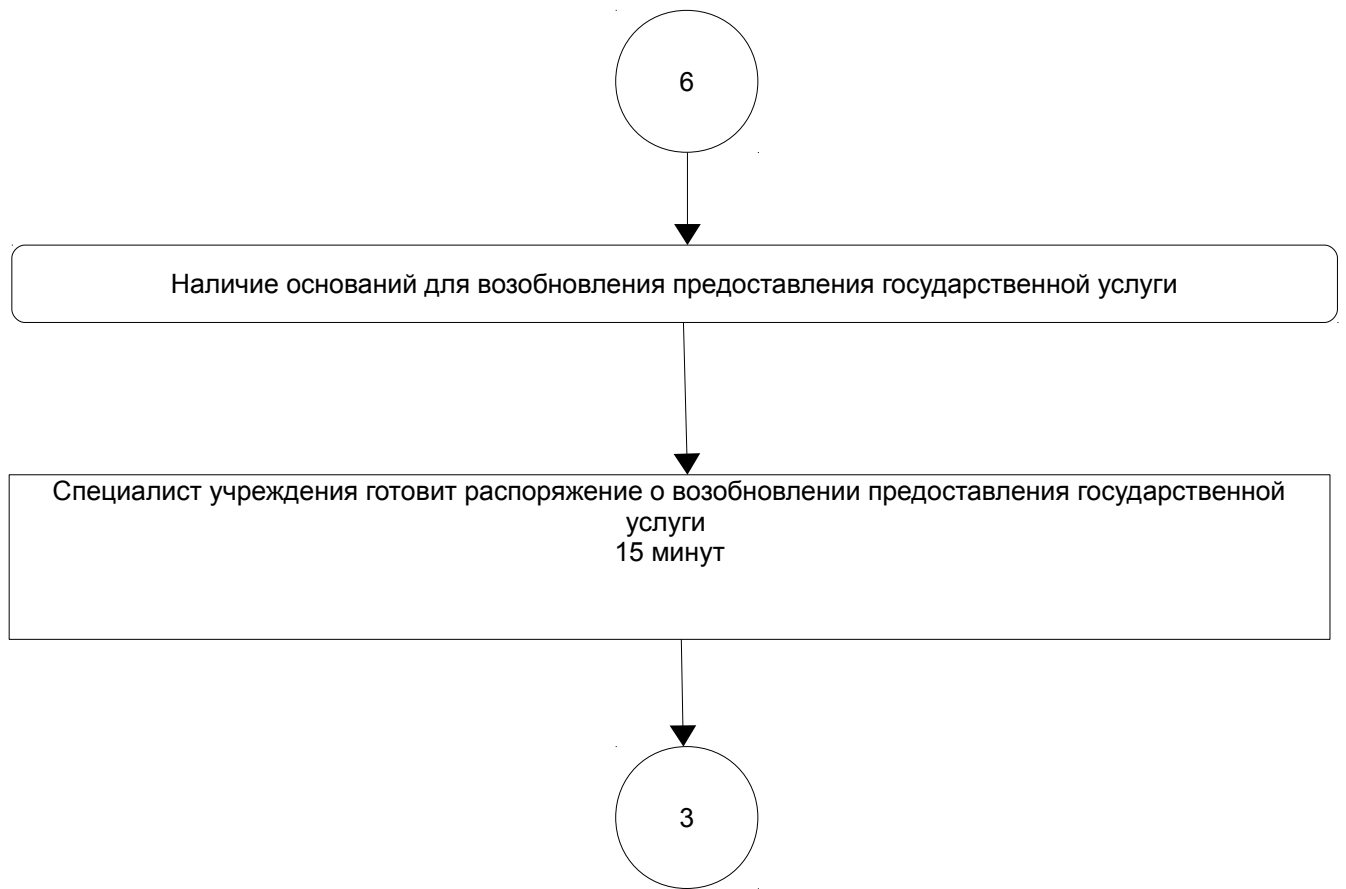 6
Наличие оснований для возобновления предоставления государственной услуги
Специалист учреждения готовит распоряжение о возобновлении предоставления государственной
услуги
15 минут
3